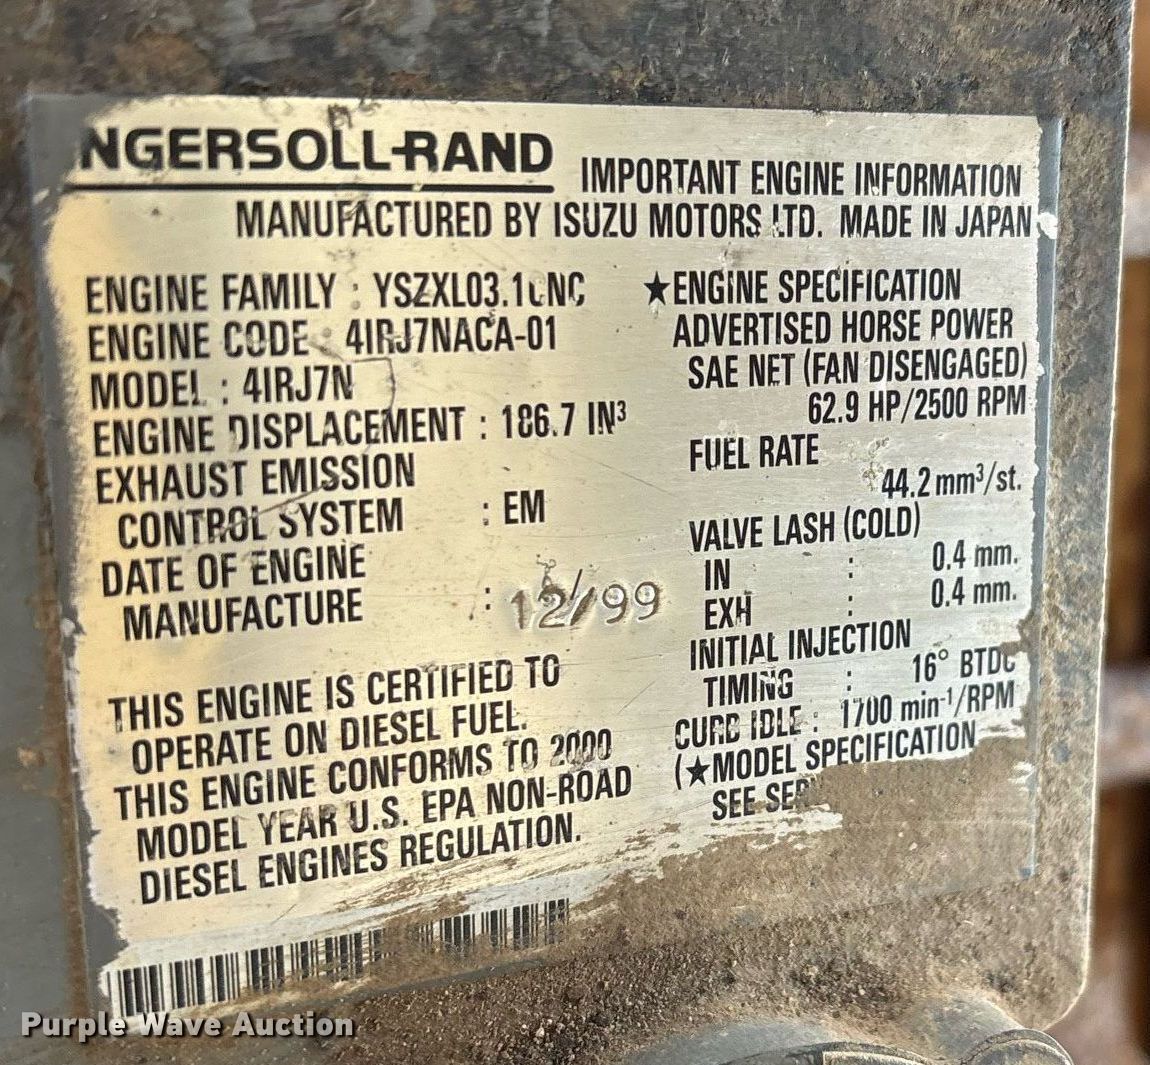 NGERSOLL-RAND
IMPORTANT ENGINE INFORMATION
MANUFACTURED BY ISUZU MOTORS LTD. MADE IN JAPAN
ENGINE FAMILY :
ENGINE CODE : 4IRJ7NACA-01
MODEL : 4IRJ7N
ENGINE DISPLACEMENT : 186.7 IN³
EXHAUST EMISSION
CONTROL SYSTEM : EM
DATE OF ENGINE
MANUFACTURE : 12/99
THIS ENGINE IS CERTIFIED TO
OPERATE ON DIESEL FUEL.
THIS ENGINE CONFORMS TO 2000
MODEL YEAR U.S. EPA NON-ROAD
DIESEL ENGINES REGULATION.
★ENGINE SPECIFICATION
ADVERTISED HORSE POWER
SAE NET (FAN DISENGAGED)
62.9 HP/2500 RPM
FUEL RATE
44.2 mm³/st.
VALVE LASH (COLD)
IN : 0.4 mm.
EXH : 0.4 mm.
INITIAL INJECTION
TIMING : 16° BTDC
CURB IDLE : 1700 min⁻¹/RPM
(★MODEL SPECIFICATION
SEE
Purple Wave Auction